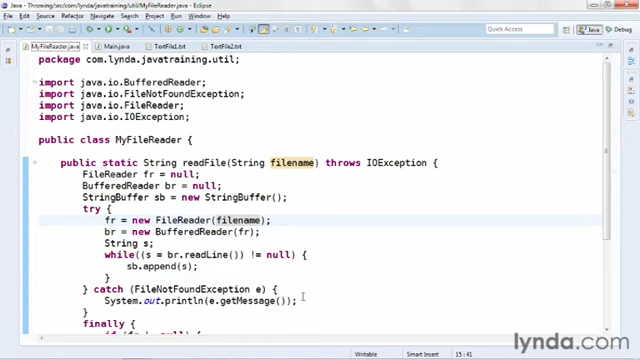 Java - Throwing/src/com/lynda/javatraining/util/MyFileReader.java - Eclipse
File Edit Source Refactor Navigate Search Project Run Window Help
Java Debug
MyFileReader.java Main.java TextFile1.txt TextFile2.txt
package com.lynda.javatraining.util;
import java.io.BufferedReader;
import java.io.FileNotFoundException;
import java.io.FileReader;
import java.io.IOException;
public class MyFileReader {
public static String readFile(String filename) throws IOException {
FileReader fr = null;
BufferedReader br = null;
StringBuffer sb = new StringBuffer();
try {
fr = new FileReader(filename);
br = new BufferedReader(fr);
String s;
while((s = br.readLine()) != null) {
sb.append(s);
}
} catch (FileNotFoundException e) {
System.out.println(e.getMessage());
}
finally {
if (fr != null) {
lynda.com
Writable Smart Insert 15 : 41